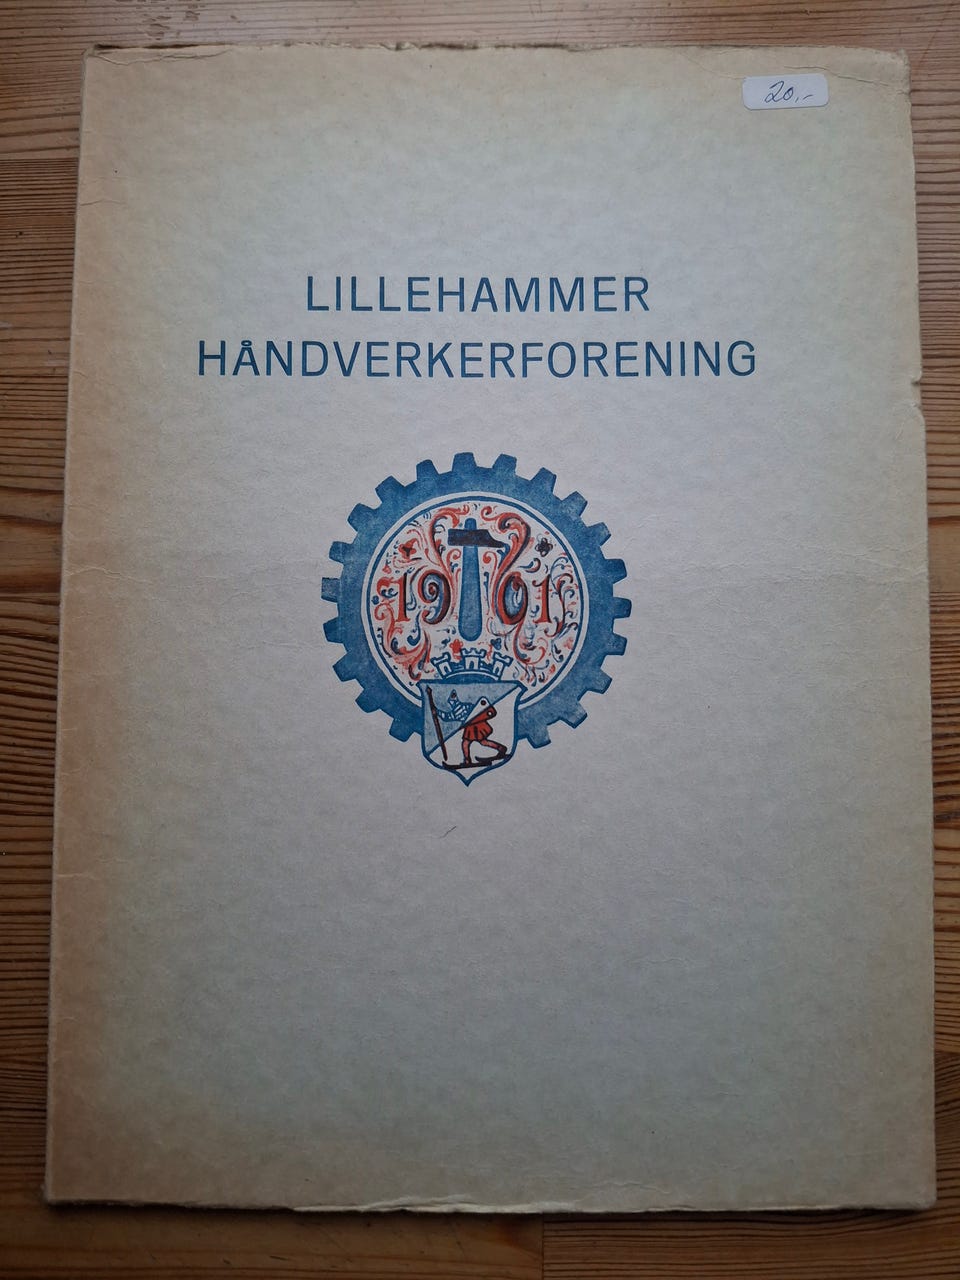 20,-
LILLEHAMMER
HÅNDVERKERFORENING
1901